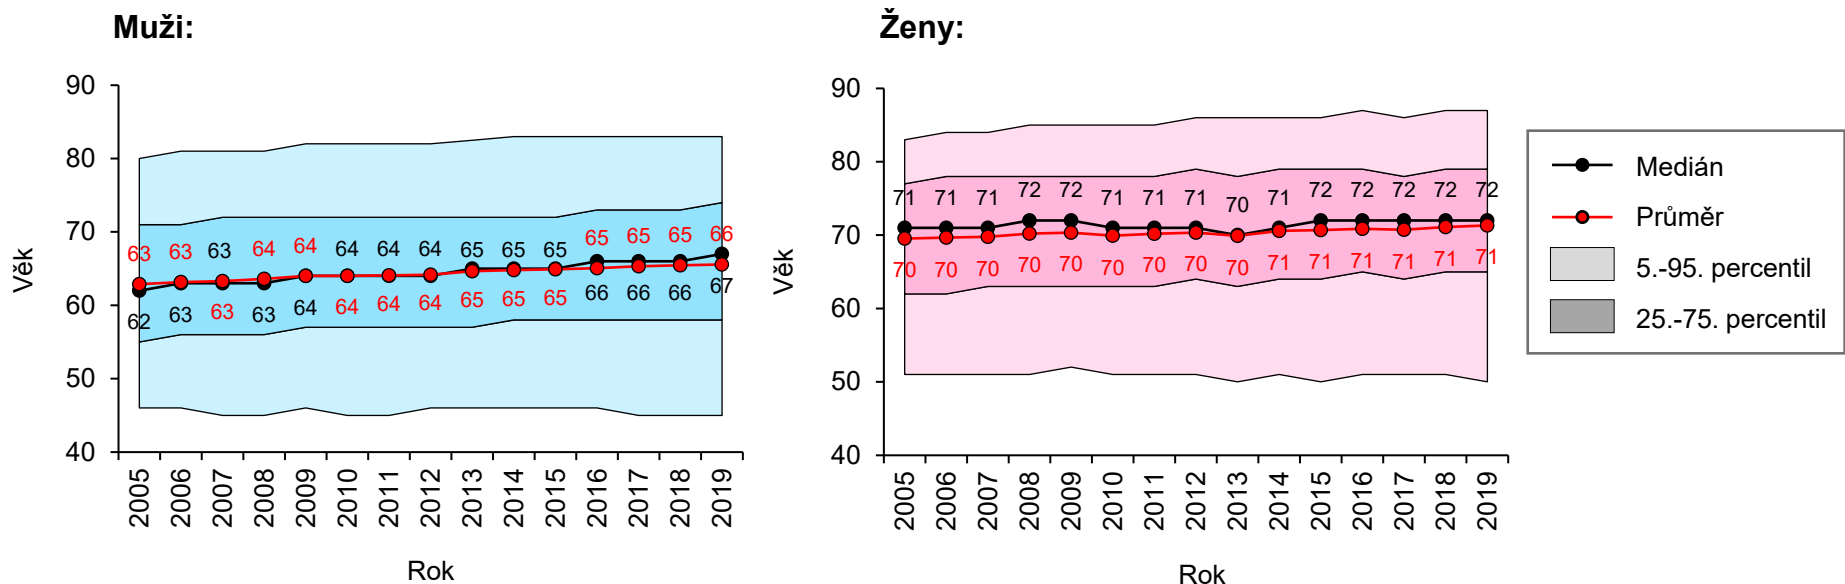 Muži:
90
80
70
60
50
40
Věk
63 63 63 64 64 64 64 64 65 65 65 65 65 65 66
62 63 63 63 64 64 64 64 65 65 65 66 66 66 67
2005 2006 2007 2008 2009 2010 2011 2012 2013 2014 2015 2016 2017 2018 2019
Rok
Ženy:
90
80
70
60
50
40
Věk
71 71 71 72 72 71 71 71 70 71 72 72 72 72 72
70 70 70 70 70 70 70 70 70 71 71 71 71 71 71
2005 2006 2007 2008 2009 2010 2011 2012 2013 2014 2015 2016 2017 2018 2019
Rok
Medián
Průměr
5.-95. percentil
25.-75. percentil